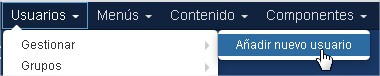 Usuarios Menús Contenido Componentes
Gestionar Añadir nuevo usuario
Grupos